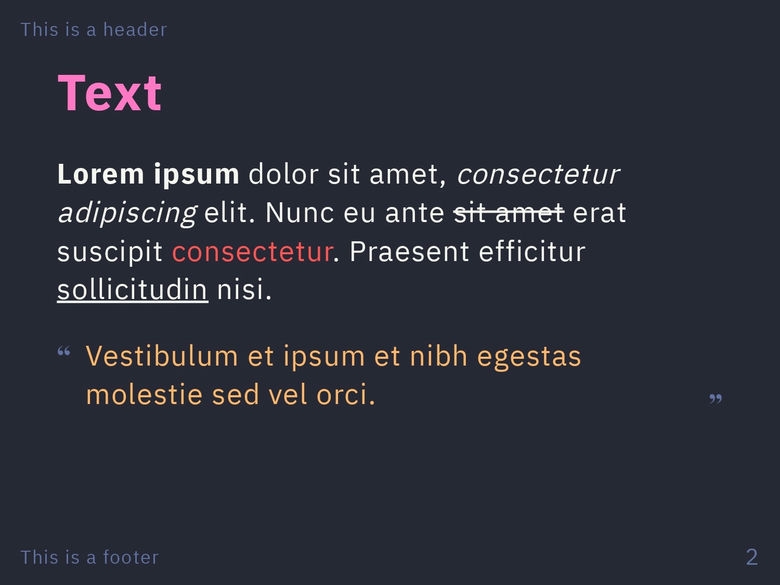 This is a header
Text
Lorem ipsum dolor sit amet, consectetur
adipiscing elit. Nunc eu ante sit amet erat
suscipit consectetur. Praesent efficitur
sollicitudin nisi.
“ Vestibulum et ipsum et nibh egestas
molestie sed vel orci. ”
This is a footer
2